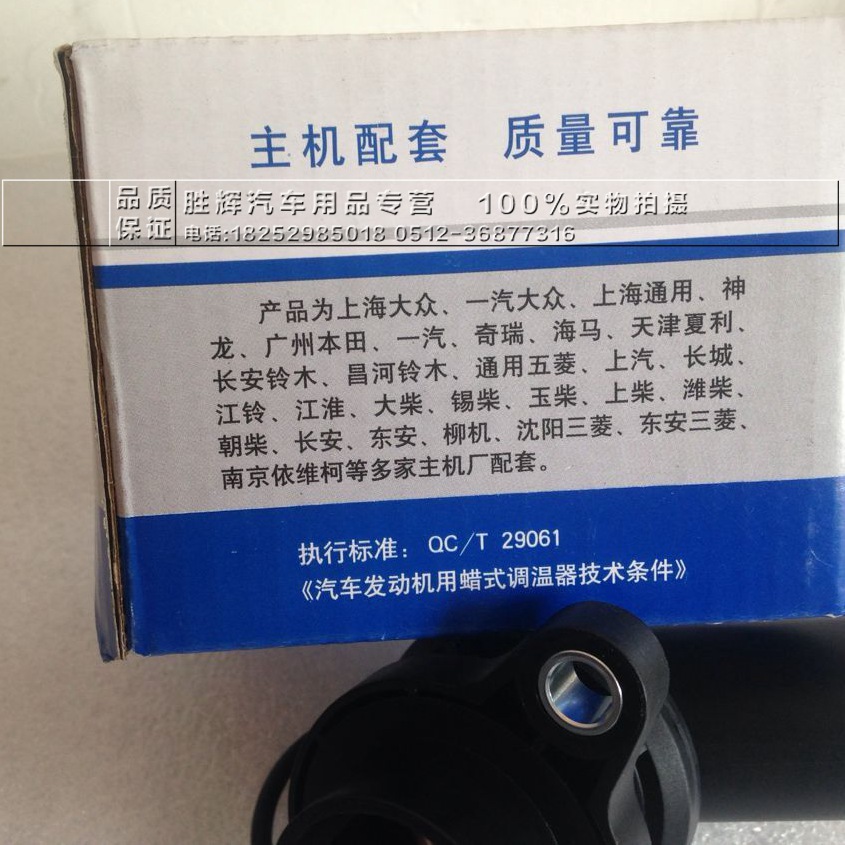 主机配套 质量可靠
品质保证
胜辉汽车用品专营 100%实物拍摄
电话:18252985018 0512-36877316
产品为上海大众、一汽大众、上海通用、神
龙、广州本田、一汽、奇瑞、海马、天津夏利、
长安铃木、昌河铃木、通用五菱、上汽、长城、
江铃、江淮、大柴、锡柴、玉柴、上柴、潍柴、
朝柴、长安、东安、柳机、沈阳三菱、东安三菱、
南京依维柯等多家主机厂配套。
执行标准：QC/T 29061
《汽车发动机用蜡式调温器技术条件》